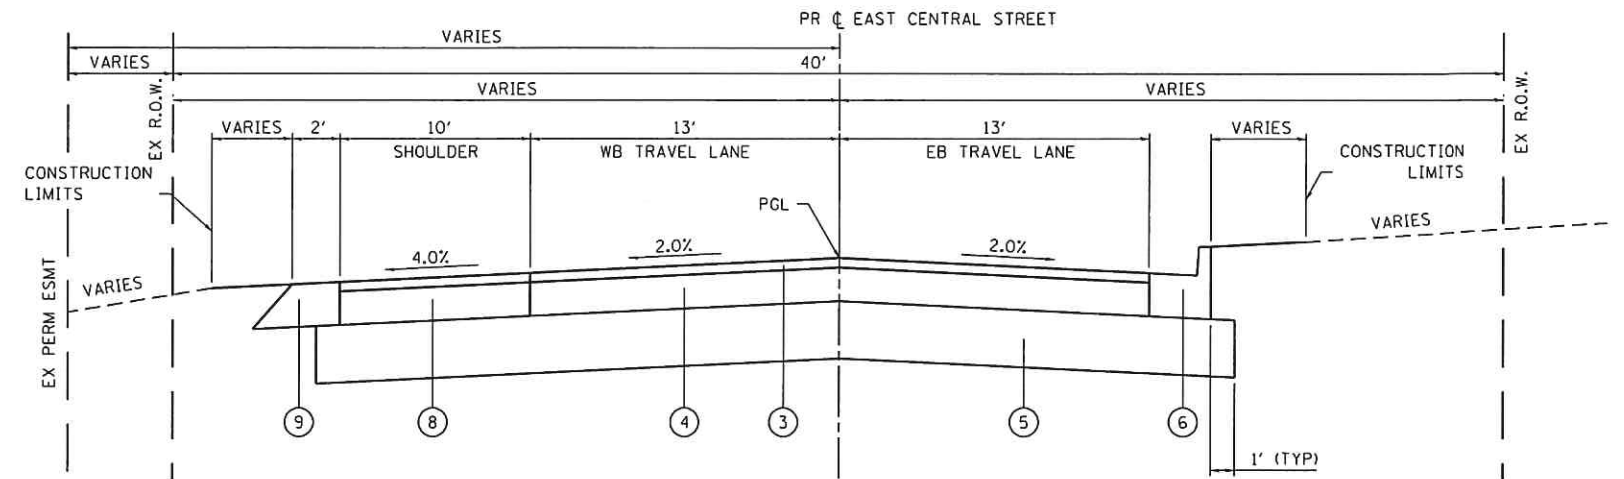 PR ℄ EAST CENTRAL STREET
VARIES
VARIES
40'
VARIES
VARIES
EX R.O.W.
EX R.O.W.
VARIES
2'
10'
13'
13'
VARIES
SHOULDER
WB TRAVEL LANE
EB TRAVEL LANE
CONSTRUCTION
LIMITS
CONSTRUCTION
LIMITS
PGL
VARIES
4.0%
2.0%
2.0%
VARIES
EX PERM ESMT
9
8
4
3
5
6
1' (TYP)